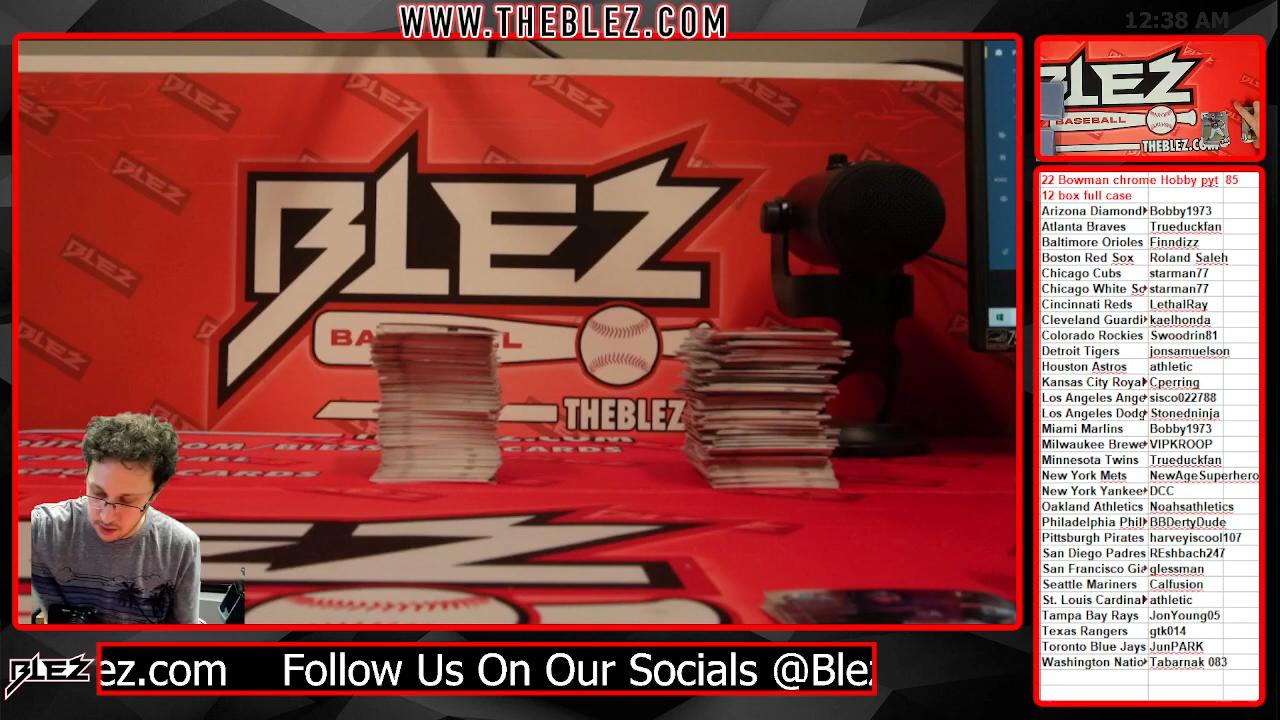 WWW.THEBLEZ.COM
12:38 AM
BLEZ
BASEBALL
THEBLEZ.COM
BLEZ
BA L
THEBLEZ
22 Bowman chrome Hobby pyt 85
12 box full case
Arizona Diamond Bobby1973
Atlanta Braves Trueduckfan
Baltimore Orioles Finndizz
Boston Red Sox Roland Saleh
Chicago Cubs starman77
Chicago White So starman77
Cincinnati Reds LethalRay
Cleveland Guardi kaelhonda
Colorado Rockies Swoodrin81
Detroit Tigers jonsamuelson
Houston Astros athletic
Kansas City Royal Cperring
Los Angeles Ange sisco022788
Los Angeles Dodg Stonedninja
Miami Marlins Bobby1973
Milwaukee Brewe VIPKROOP
Minnesota Twins Trueduckfan
New York Mets NewAgeSuperhero
New York Yankee DCC
Oakland Athletics Noahsathletics
Philadelphia Phil BBDertyDude
Pittsburgh Pirates harveyiscool107
San Diego Padres REshbach247
San Francisco Gia glessman
Seattle Mariners Calfusion
St. Louis Cardina athletic
Tampa Bay Rays JonYoung05
Texas Rangers gtk014
Toronto Blue Jays JunPARK
Washington Natio Tabarnak 083
BLEZ
ez.com Follow Us On Our Socials @Blez